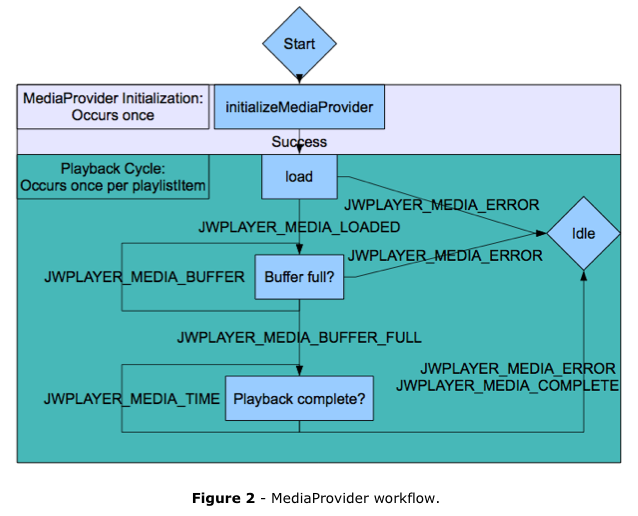 Start
MediaProvider Initialization:
Occurs once
initializeMediaProvider
Success
Playback Cycle:
Occurs once per playlistItem
load
JWPLAYER_MEDIA_ERROR
JWPLAYER_MEDIA_LOADED
Idle
JWPLAYER_MEDIA_ERROR
JWPLAYER_MEDIA_BUFFER
Buffer full?
JWPLAYER_MEDIA_BUFFER_FULL
JWPLAYER_MEDIA_ERROR
JWPLAYER_MEDIA_COMPLETE
JWPLAYER_MEDIA_TIME
Playback complete?
Figure 2 - MediaProvider workflow.